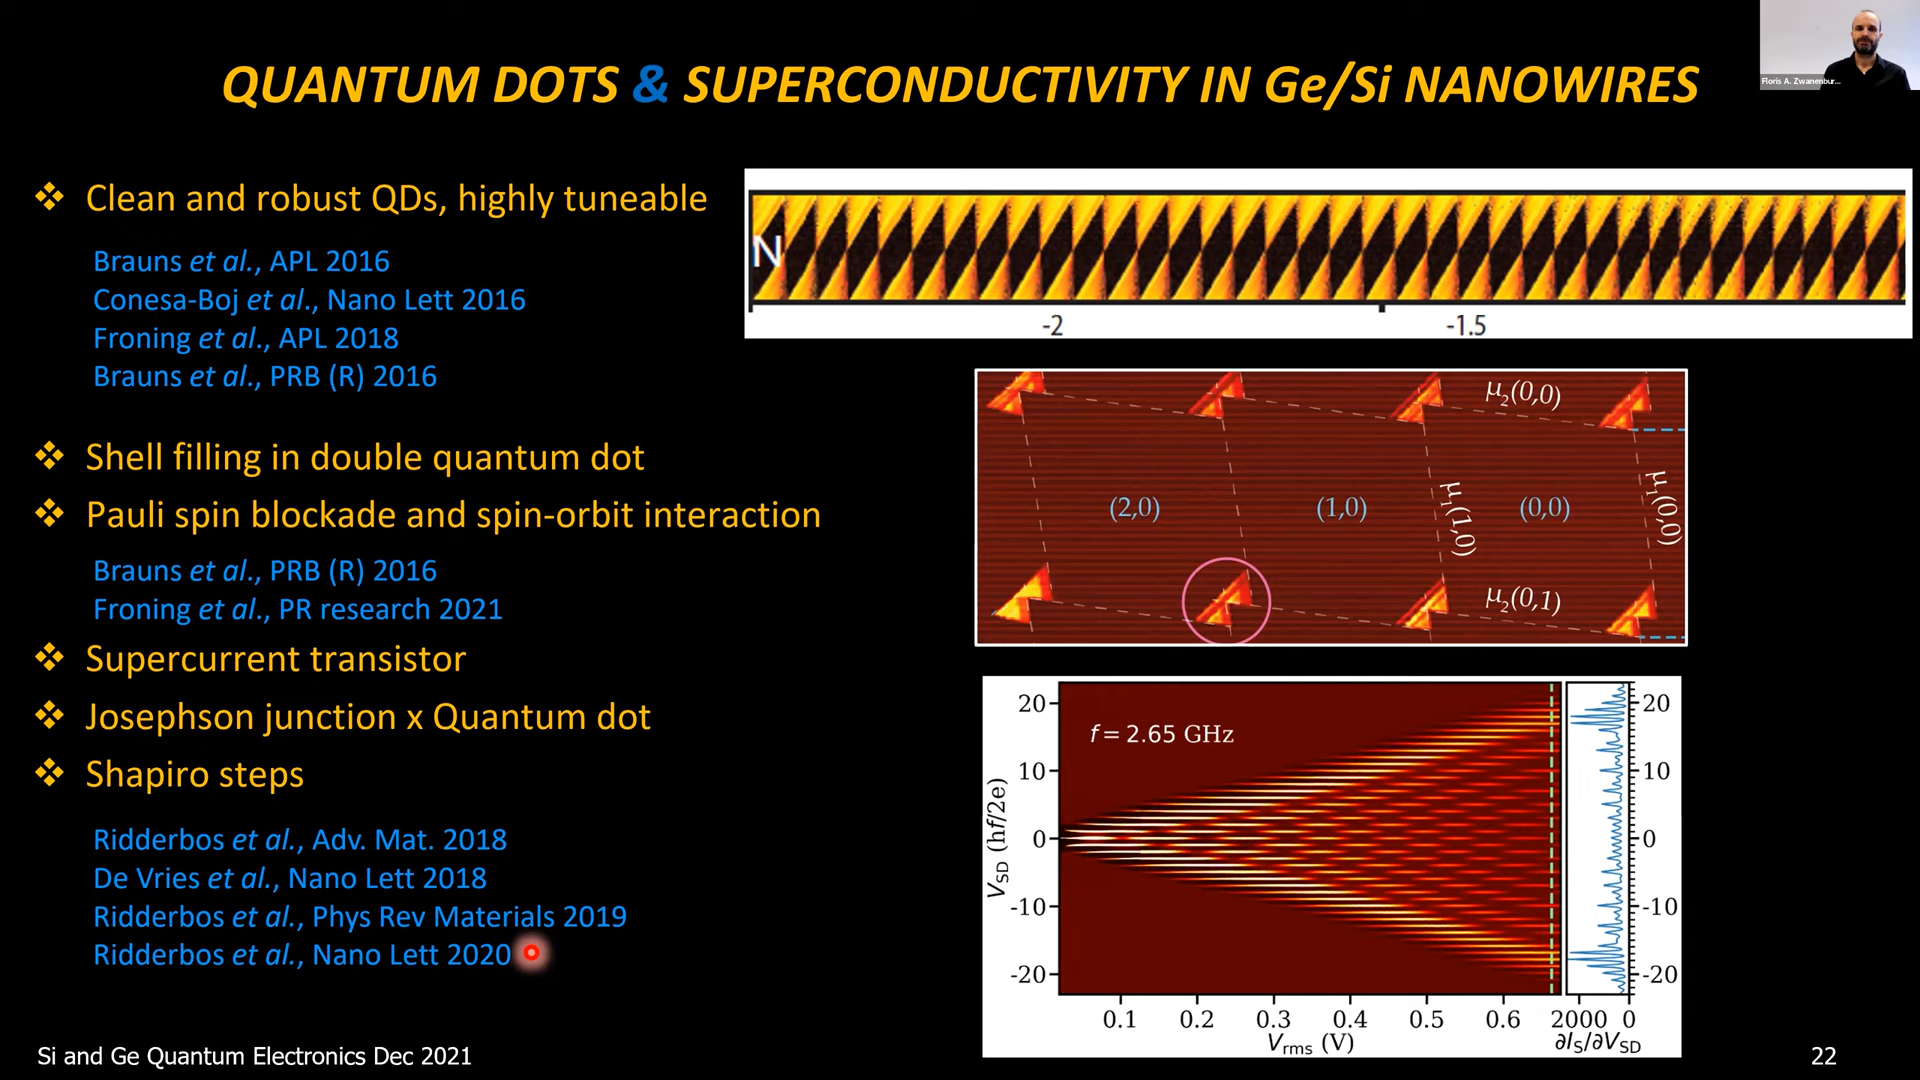 QUANTUM DOTS & SUPERCONDUCTIVITY IN Ge/Si NANOWIRES
Floris A. Zwanenbur...
❖ Clean and robust QDs, highly tuneable
Brauns et al., APL 2016
Conesa-Boj et al., Nano Lett 2016
Froning et al., APL 2018
Brauns et al., PRB (R) 2016
❖ Shell filling in double quantum dot
❖ Pauli spin blockade and spin-orbit interaction
Brauns et al., PRB (R) 2016
Froning et al., PR research 2021
❖ Supercurrent transistor
❖ Josephson junction x Quantum dot
❖ Shapiro steps
Ridderbos et al., Adv. Mat. 2018
De Vries et al., Nano Lett 2018
Ridderbos et al., Phys Rev Materials 2019
Ridderbos et al., Nano Lett 2020
N
-2 -1.5
μ₂(0,0)
(2,0) (1,0) μ₁(1,0) (0,0) μ₁(0,0)
μ₂(0,1)
f = 2.65 GHz
V_SD (hf/2e)
20 20
10 10
0 0
-10 -10
-20 -20
0.1 0.2 0.3 0.4 0.5 0.6 2000 0
V_rms (V) ∂I_S/∂V_SD
Si and Ge Quantum Electronics Dec 2021
22